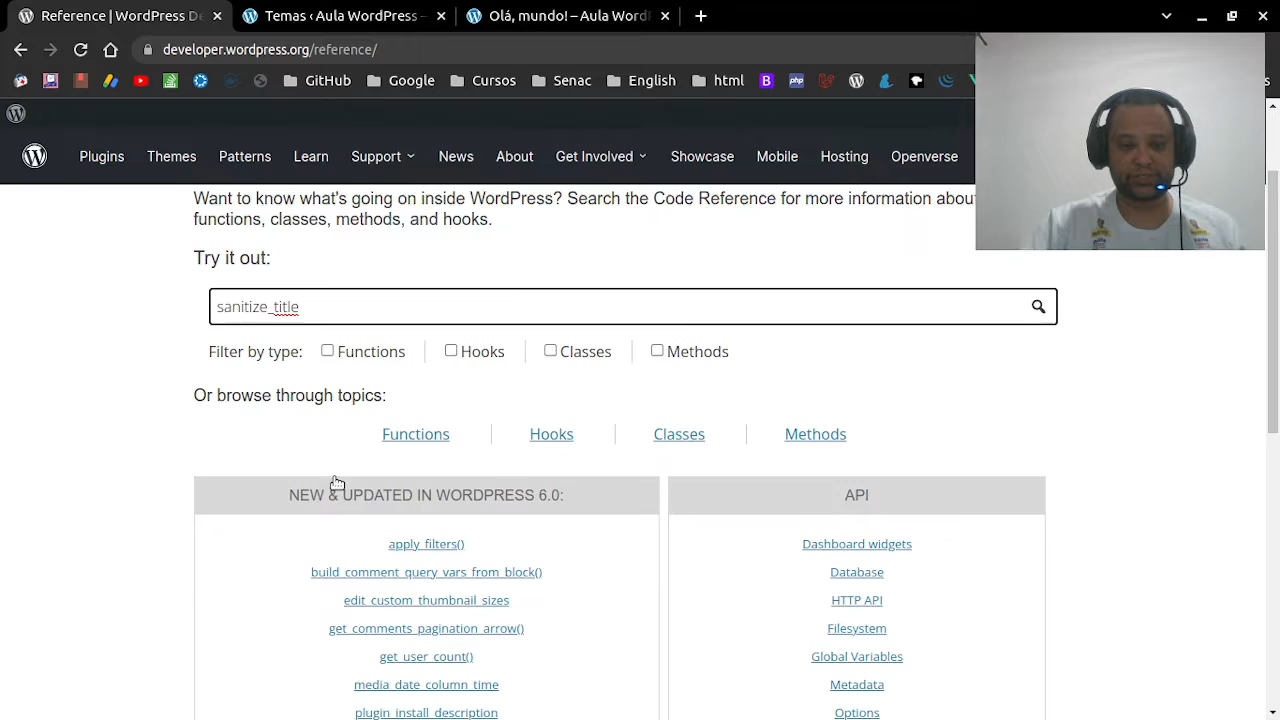 Reference | WordPress De
Temas ‹ Aula WordPress –
Olá, mundo! – Aula WordP
developer.wordpress.org/reference/
GitHub
Google
Cursos
Senac
English
html
Plugins
Themes
Patterns
Learn
Support
News
About
Get Involved
Showcase
Mobile
Hosting
Openverse
Want to know what's going on inside WordPress? Search the Code Reference for more information about
functions, classes, methods, and hooks.
Try it out:
sanitize_title
Filter by type:
Functions
Hooks
Classes
Methods
Or browse through topics:
Functions
Hooks
Classes
Methods
NEW & UPDATED IN WORDPRESS 6.0:
apply_filters()
build_comment_query_vars_from_block()
edit_custom_thumbnail_sizes
get_comments_pagination_arrow()
get_user_count()
media_date_column_time
plugin_install_description
API
Dashboard widgets
Database
HTTP API
Filesystem
Global Variables
Metadata
Options